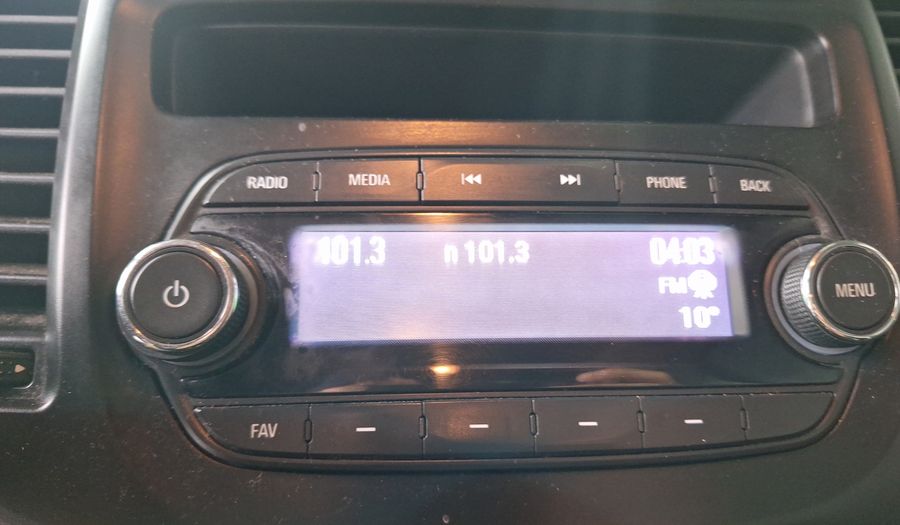 RADIO MEDIA PHONE BACK
101.3 n 101.3 04:03
FM
10°
MENU
FAV